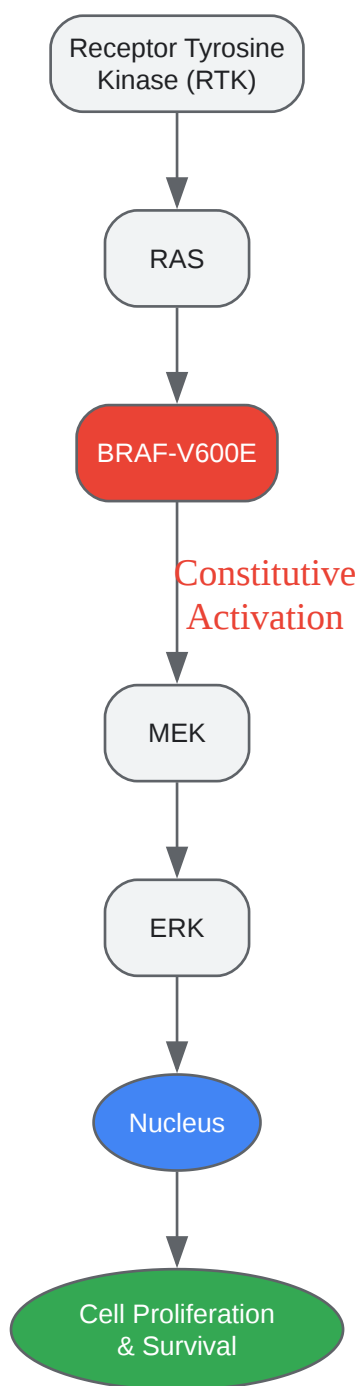 Receptor Tyrosine
Kinase (RTK)
RAS
BRAF-V600E
Constitutive
Activation
MEK
ERK
Nucleus
Cell Proliferation
& Survival